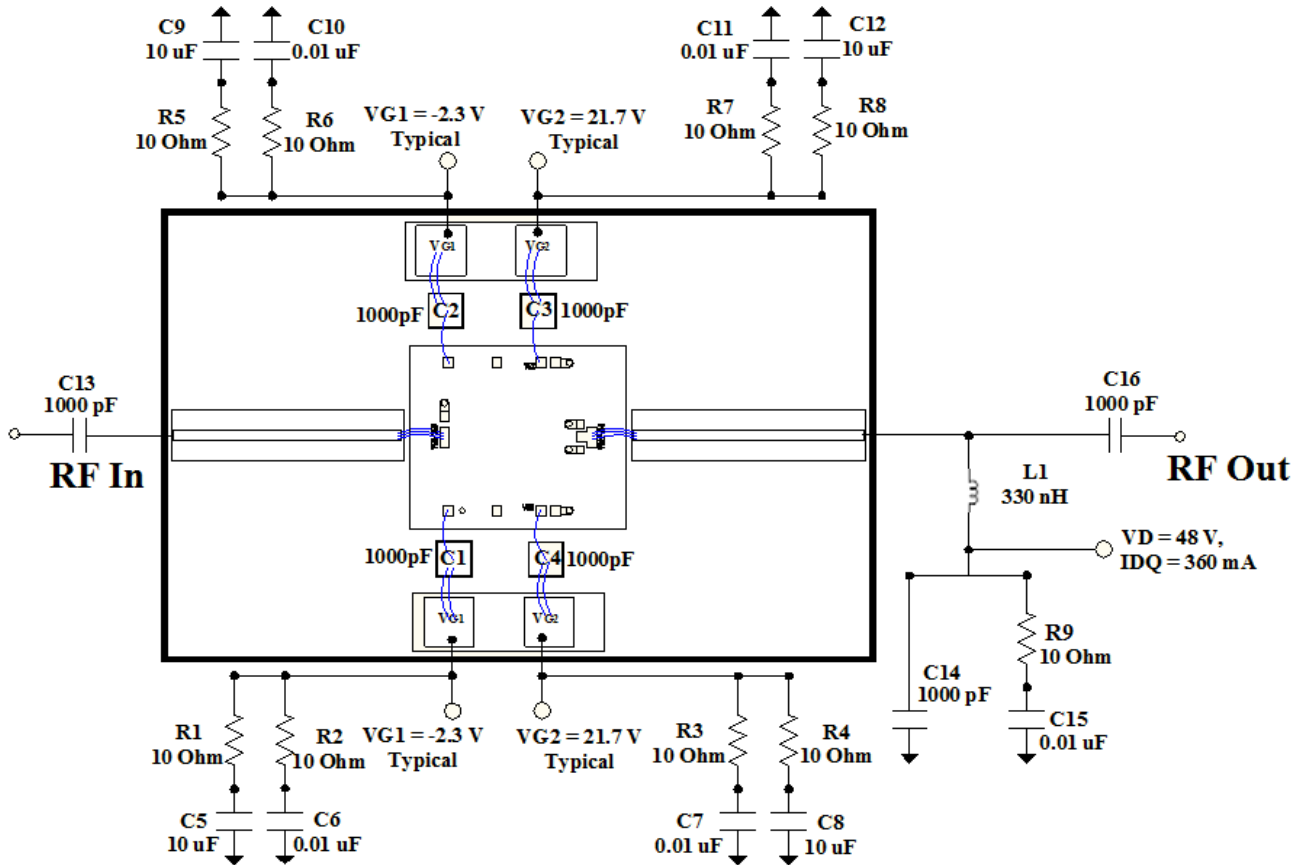 C9
10 uF
C10
0.01 uF
C11
0.01 uF
C12
10 uF
R5
10 Ohm
R6
10 Ohm
VG1 = -2.3 V
Typical
VG2 = 21.7 V
Typical
R7
10 Ohm
R8
10 Ohm
VG1
VG2
1000pF
C2
C3
1000pF
C13
1000 pF
RF In
C16
1000 pF
RF Out
L1
330 nH
VD = 48 V,
IDQ = 360 mA
1000pF
C1
C4
1000pF
VG1
VG2
R9
10 Ohm
C14
1000 pF
C15
0.01 uF
R1
10 Ohm
R2
10 Ohm
VG1 = -2.3 V
Typical
VG2 = 21.7 V
Typical
R3
10 Ohm
R4
10 Ohm
C5
10 uF
C6
0.01 uF
C7
0.01 uF
C8
10 uF